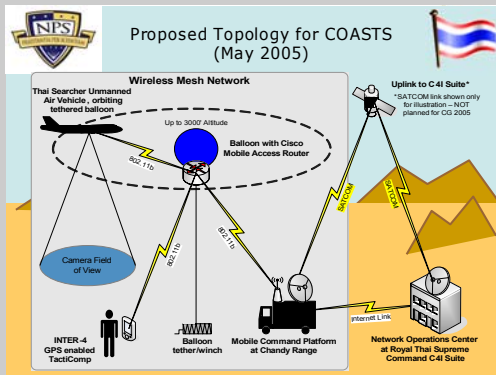 NPS
Proposed Topology for COASTS
(May 2005)
Wireless Mesh Network
Thai Searcher Unmanned
Air Vehicle , orbiting
tethered balloon
Up to 3000' Altitude
Balloon with Cisco
Mobile Access Router
Uplink to C4I Suite*
*SATCOM link shown only
for illustration – NOT
planned for CG 2005
802.11b
802.11b
802.11b
SATCOM
SATCOM
Camera Field
of View
Internet Link
INTER -4
GPS enabled
TactiComp
Balloon
tether/winch
Mobile Command Platform
at Chandy Range
Network Operations Center
at Royal Thai Supreme
Command C4I Suite